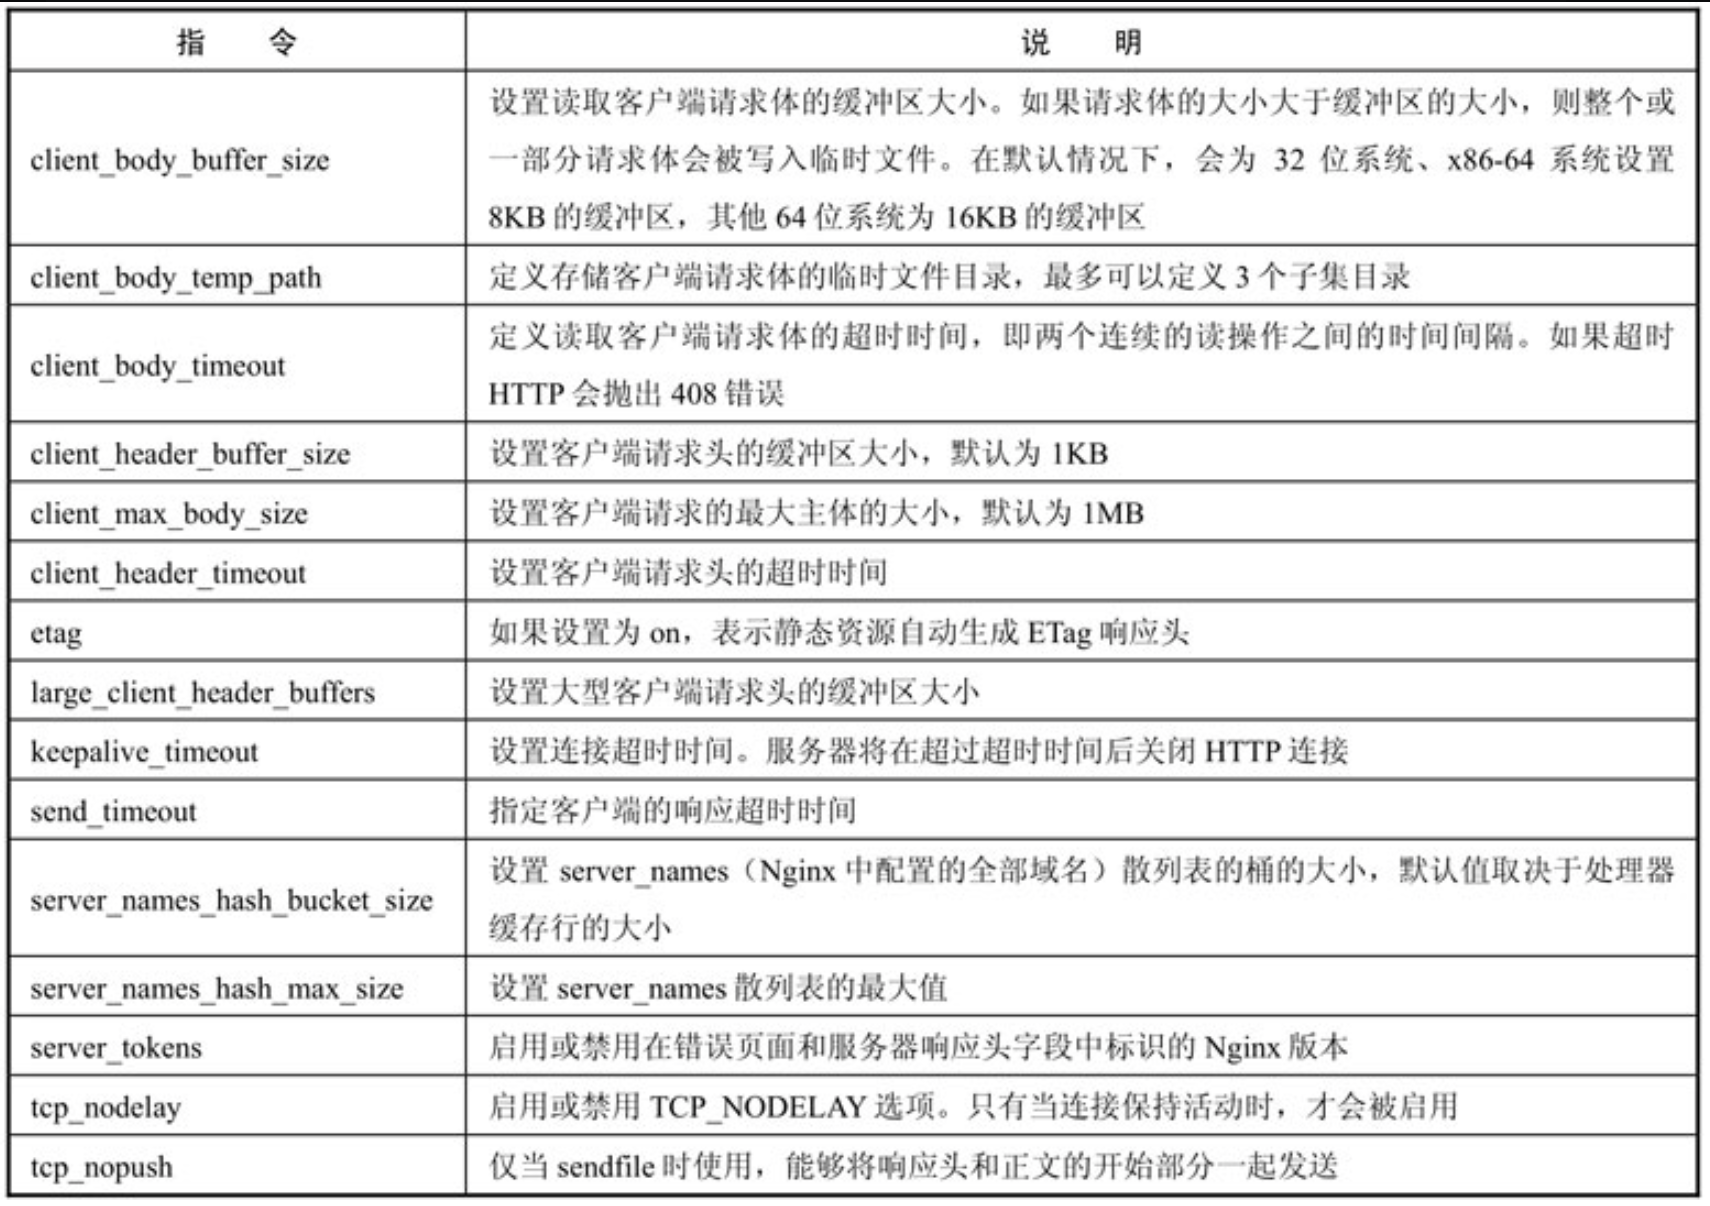 指 令 说 明
client_body_buffer_size
设置读取客户端请求体的缓冲区大小。如果请求体的大小大于缓冲区的大小，则整个或
一部分请求体会被写入临时文件。在默认情况下，会为 32 位系统、x86-64 系统设置
8KB 的缓冲区，其他 64 位系统为 16KB 的缓冲区
client_body_temp_path 定义存储客户端请求体的临时文件目录，最多可以定义 3 个子集目录
client_body_timeout
定义读取客户端请求体的超时时间，即两个连续的读操作之间的时间间隔。如果超时
HTTP 会抛出 408 错误
client_header_buffer_size 设置客户端请求头的缓冲区大小，默认为 1KB
client_max_body_size 设置客户端请求的最大主体的大小，默认为 1MB
client_header_timeout 设置客户端请求头的超时时间
etag 如果设置为 on，表示静态资源自动生成 ETag 响应头
large_client_header_buffers 设置大型客户端请求头的缓冲区大小
keepalive_timeout 设置连接超时时间。服务器将在超过超时时间后关闭 HTTP 连接
send_timeout 指定客户端的响应超时时间
server_names_hash_bucket_size
设置 server_names（Nginx 中配置的全部域名）散列表的桶的大小，默认值取决于处理器
缓存行的大小
server_names_hash_max_size 设置 server_names 散列表的最大值
server_tokens 启用或禁用在错误页面和服务器响应头字段中标识的 Nginx 版本
tcp_nodelay 启用或禁用 TCP_NODELAY 选项。只有当连接保持活动时，才会被启用
tcp_nopush 仅当 sendfile 时使用，能够将响应头和正文的开始部分一起发送